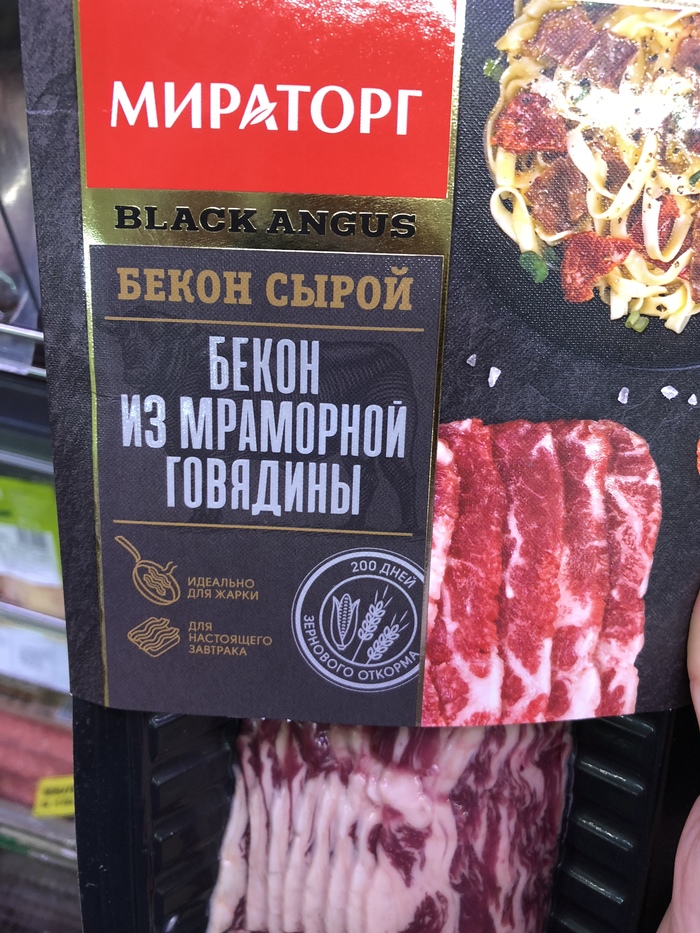 МИРАТОРГ
BLACK ANGUS
БЕКОН СЫРОЙ
БЕКОН
ИЗ МРАМОРНОЙ
ГОВЯДИНЫ
ИДЕАЛЬНО
ДЛЯ ЖАРКИ
ДЛЯ
НАСТОЯЩЕГО
ЗАВТРАКА
200 ДНЕЙ
ЗЕРНОВОГО ОТКОРМА